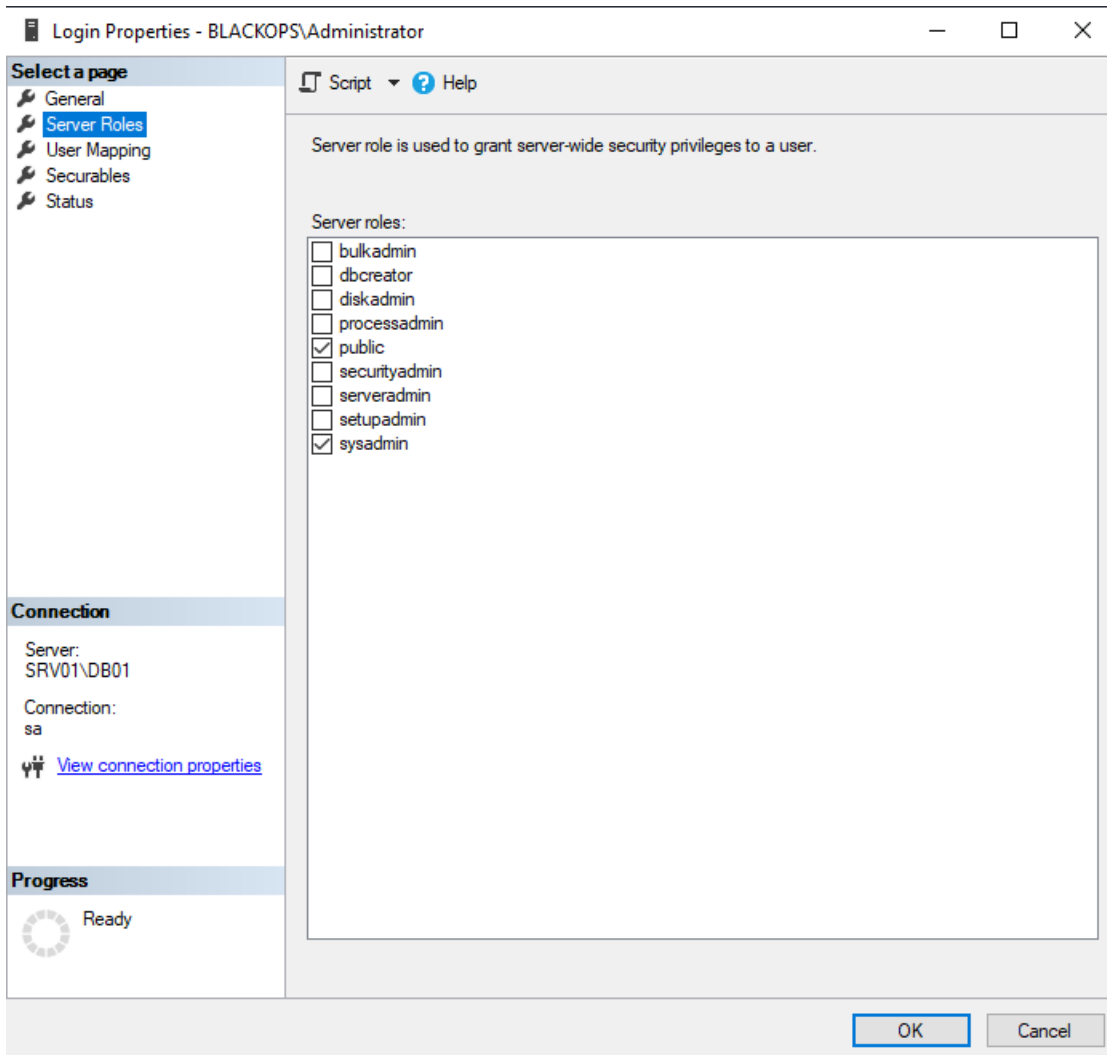 Login Properties - BLACKOPS\Administrator
Select a page
General
Server Roles
User Mapping
Securables
Status
Script
Help
Server role is used to grant server-wide security privileges to a user.
Server roles:
bulkadmin
dbcreator
diskadmin
processadmin
public
securityadmin
serveradmin
setupadmin
sysadmin
Connection
Server:
SRV01\DB01
Connection:
sa
View connection properties
Progress
Ready
OK
Cancel